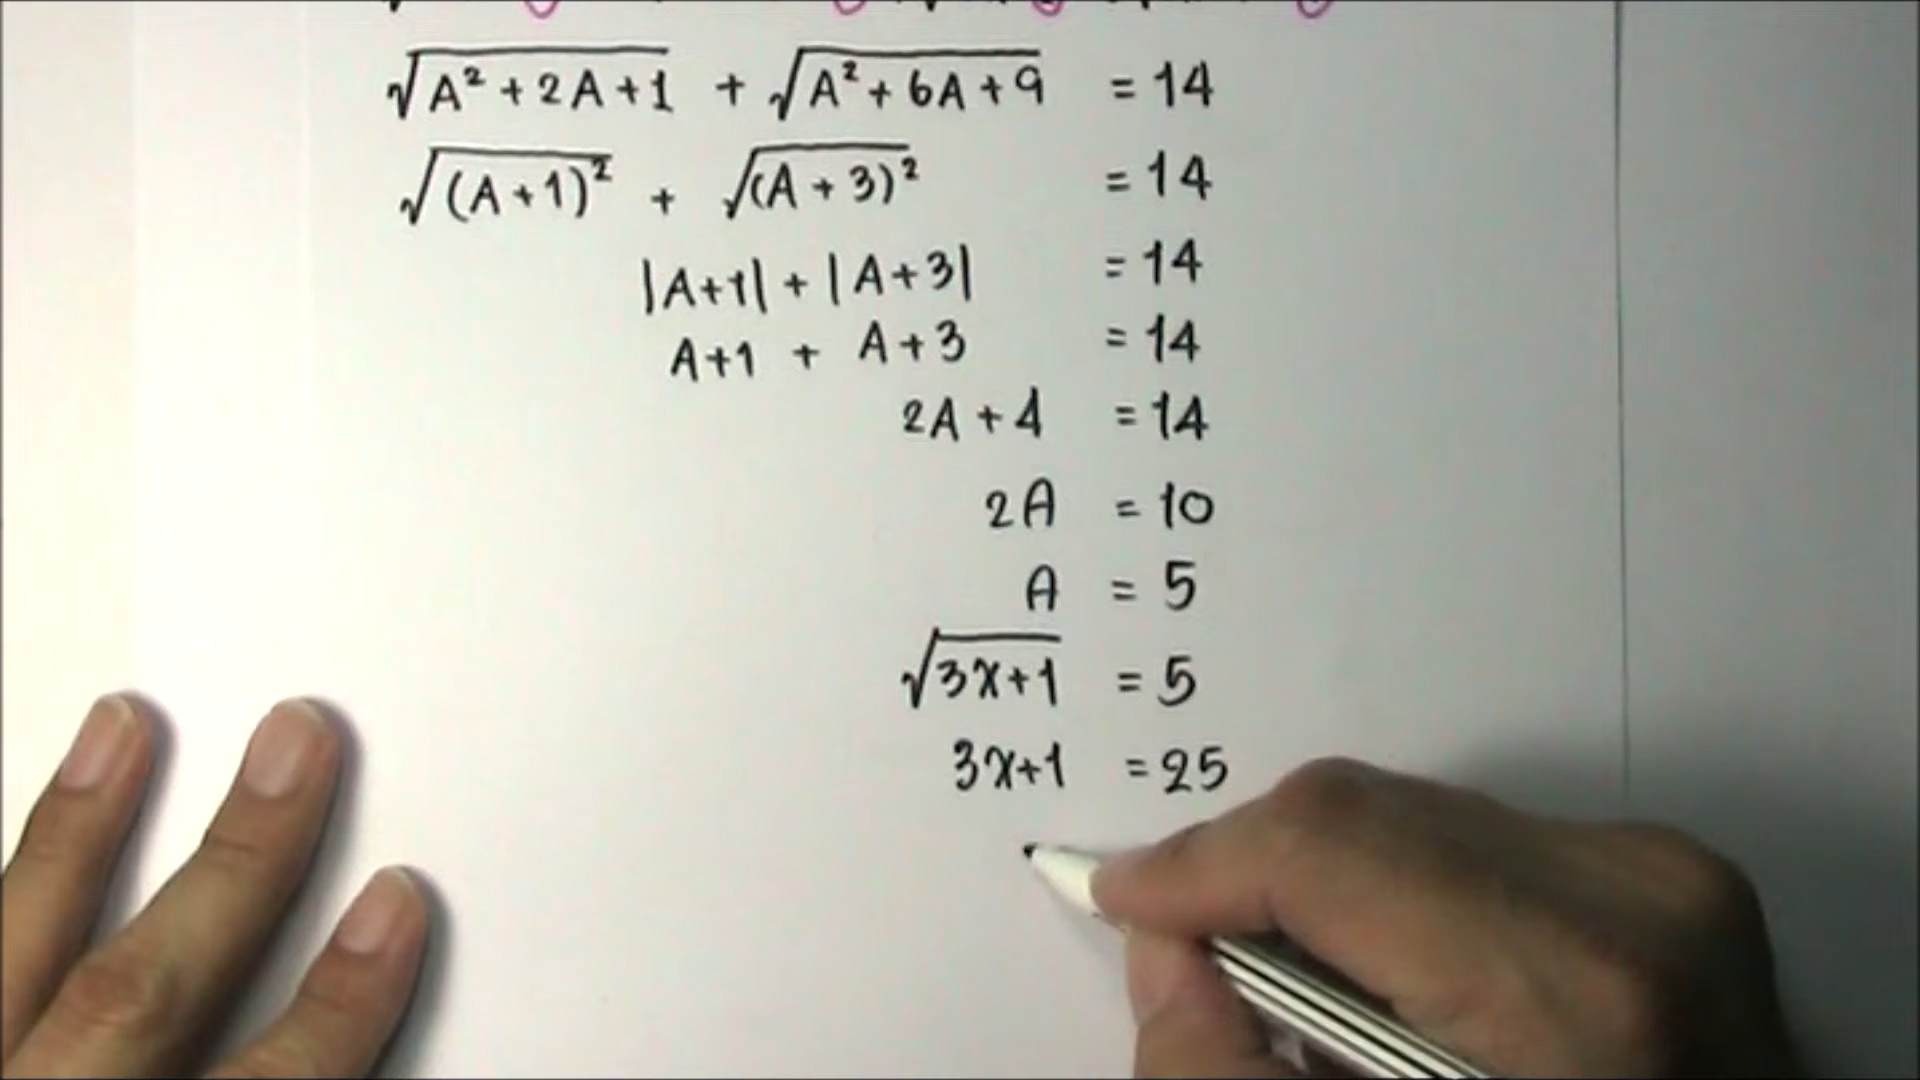 √(A² + 2A + 1) + √(A² + 6A + 9) = 14
√((A + 1)²) + √((A + 3)²) = 14
|A+1| + |A+3| = 14
A+1 + A+3 = 14
2A + 4 = 14
2A = 10
A = 5
√(3x+1) = 5
3x+1 = 25